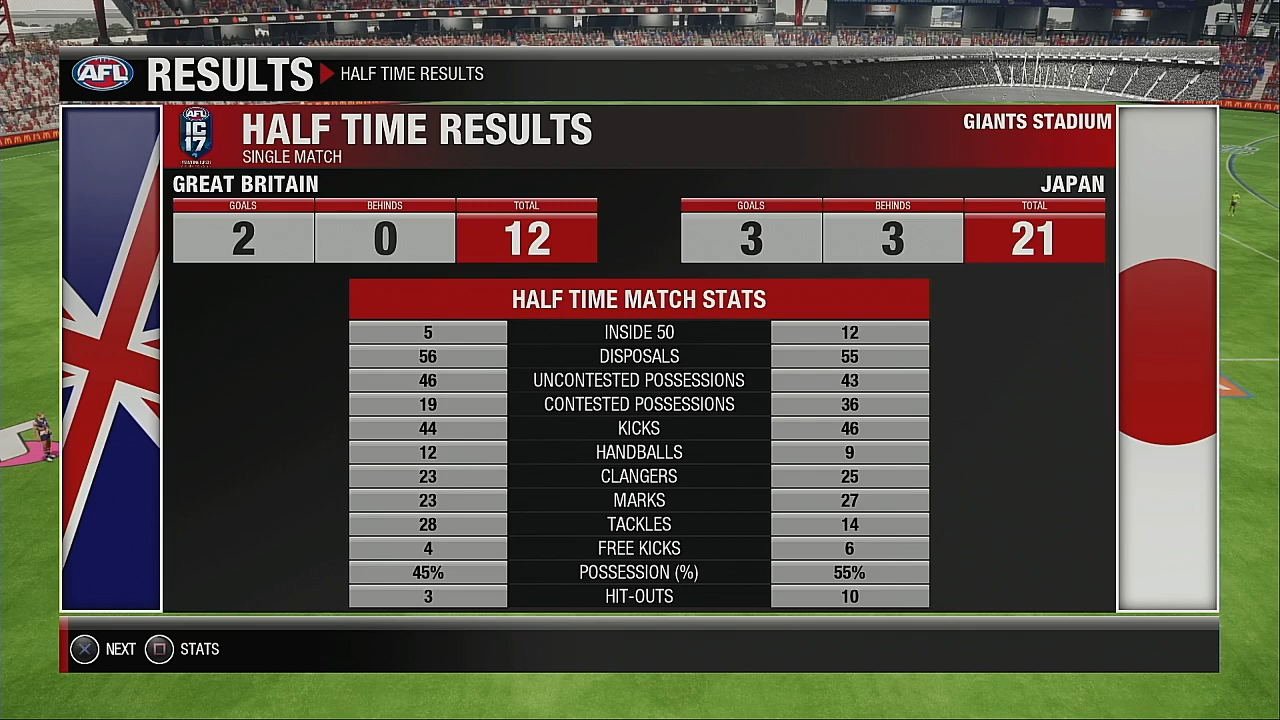 AFL RESULTS HALF TIME RESULTS
AFL
IC
17
HALF TIME RESULTS
SINGLE MATCH
GIANTS STADIUM
GREAT BRITAIN
JAPAN
GOALS BEHINDS TOTAL
2 0 12
GOALS BEHINDS TOTAL
3 3 21
HALF TIME MATCH STATS
5 INSIDE 50 12
56 DISPOSALS 55
46 UNCONTESTED POSSESSIONS 43
19 CONTESTED POSSESSIONS 36
44 KICKS 46
12 HANDBALLS 9
23 CLANGERS 25
23 MARKS 27
28 TACKLES 14
4 FREE KICKS 6
45% POSSESSION (%) 55%
3 HIT-OUTS 10
NEXT STATS